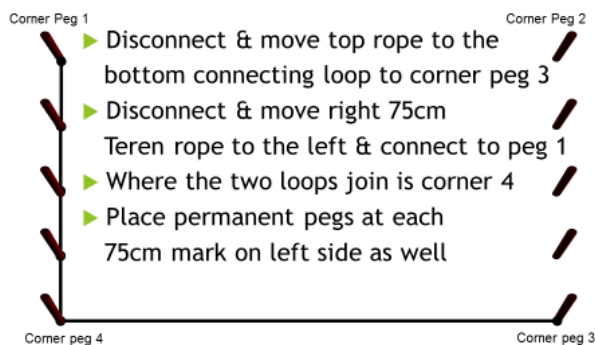 Corner Peg 1
Corner Peg 2
Disconnect & move top rope to the
bottom connecting loop to corner peg 3
Disconnect & move right 75cm
Teren rope to the left & connect to peg 1
Where the two loops join is corner 4
Place permanent pegs at each
75cm mark on left side as well
Corner peg 4
Corner peg 3